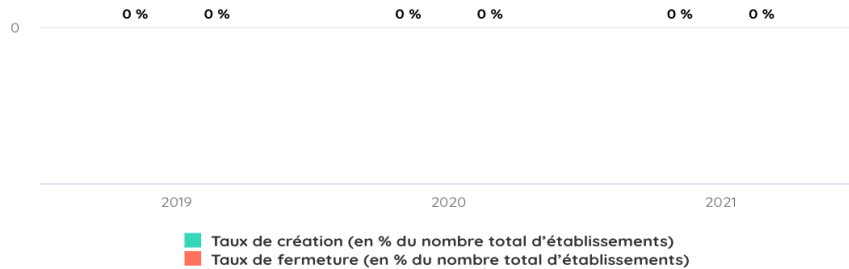 0 % 0 % 0 % 0 % 0 % 0 %
0
2019 2020 2021
Taux de création (en % du nombre total d’établissements)
Taux de fermeture (en % du nombre total d’établissements)